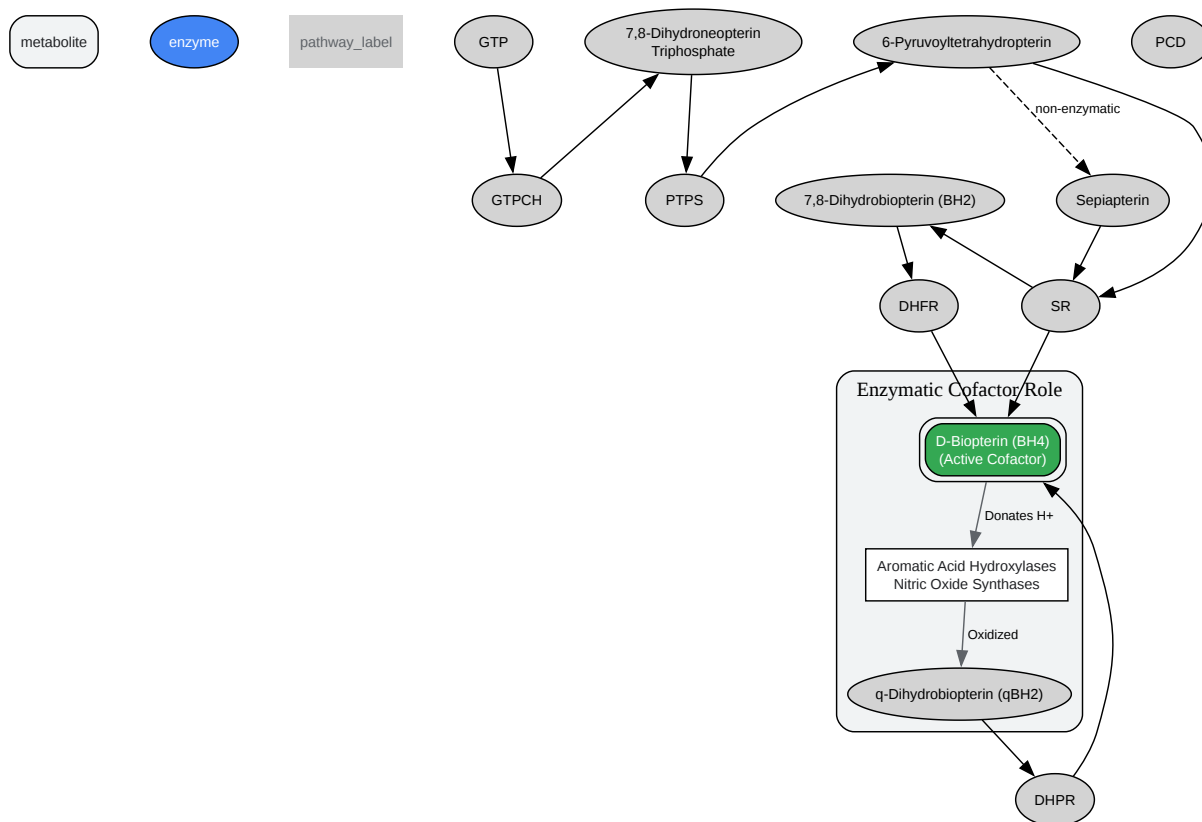 metabolite
enzyme
pathway_label
GTP
7,8-Dihydroneopterin
Triphosphate
6-Pyruvoyltetrahydropterin
PCD
non-enzymatic
GTPCH
PTPS
7,8-Dihydrobiopterin (BH2)
Sepiapterin
DHFR
SR
Enzymatic Cofactor Role
D-Biopterin (BH4)
(Active Cofactor)
Donates H+
Aromatic Acid Hydroxylases
Nitric Oxide Synthases
Oxidized
q-Dihydrobiopterin (qBH2)
DHPR